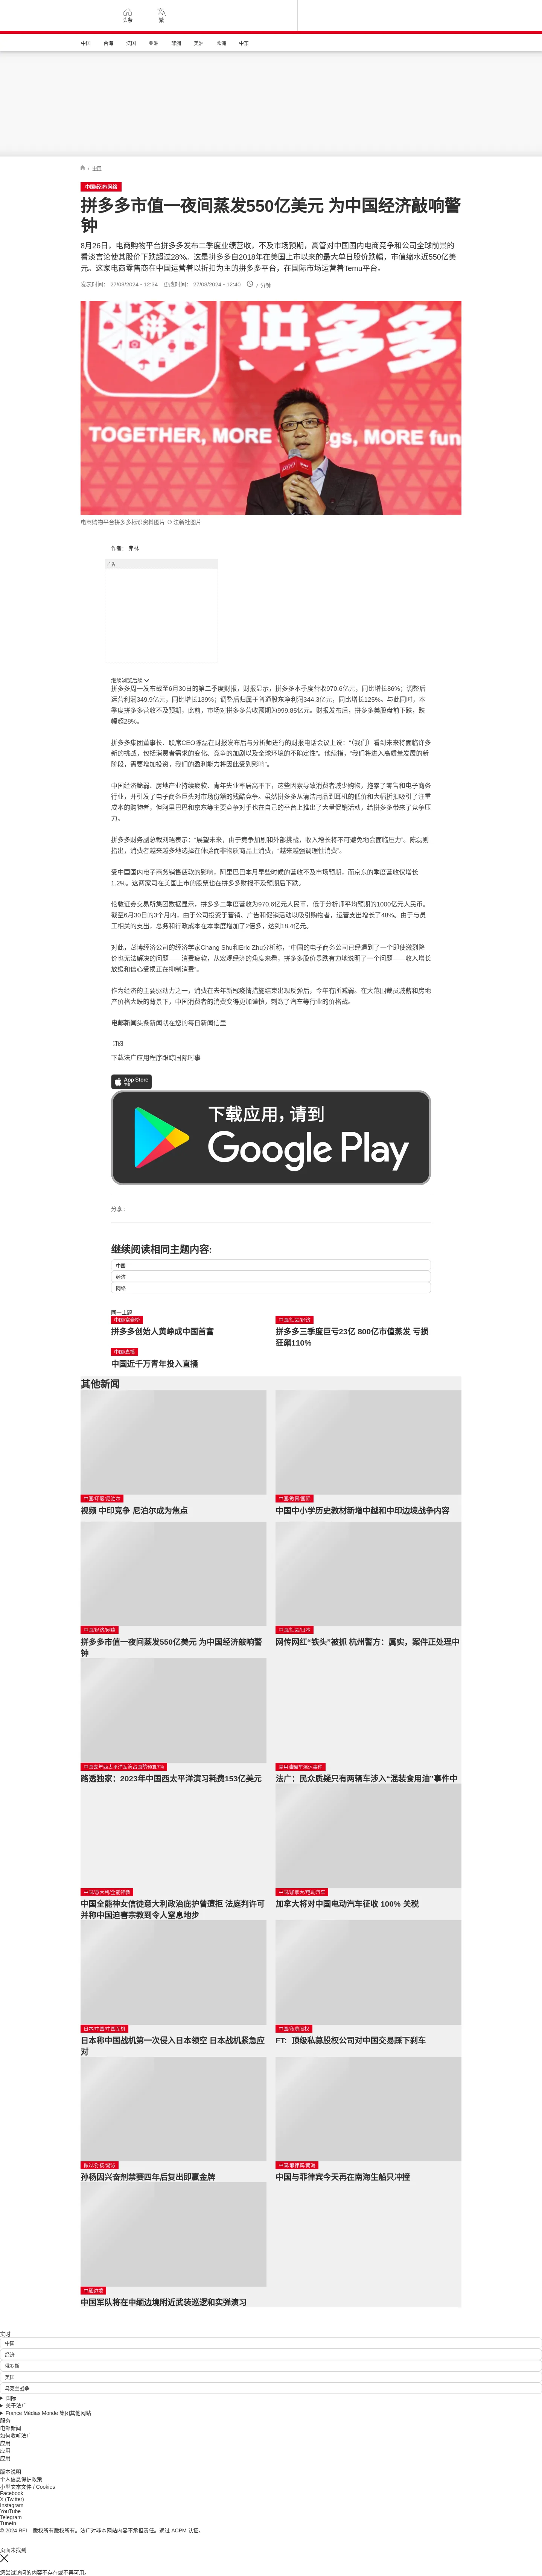 头条
繁
中国
台海
法国
亚洲
非洲
美洲
欧洲
中东
/ 中国
中国/经济/网络
拼多多市值一夜间蒸发550亿美元 为中国经济敲响警
钟
8月26日，电商购物平台拼多多发布二季度业绩营收，不及市场预期，高管对中国国内电商竞争和公司全球前景的
看淡言论使其股价下跌超过28%。这是拼多多自2018年在美国上市以来的最大单日股价跌幅，市值缩水近550亿美
元。这家电商零售商在中国运营着以折扣为主的拼多多平台，在国际市场运营着Temu平台。
发表时间： 27/08/2024 - 12:34 更改时间： 27/08/2024 - 12:40 7 分钟
拼多多
TOGETHER, MORE
gs, MORE fun
电商购物平台拼多多标识资料图片 © 法新社图片
作者： 弗林
广告
继续浏览后续
拼多多周一发布截至6月30日的第二季度财报，财报显示，拼多多本季度营收970.6亿元，同比增长86%；调整后
运营利润349.9亿元，同比增长139%；调整后归属于普通股东净利润344.3亿元，同比增长125%。与此同时，本
季度拼多多营收不及预期，此前，市场对拼多多营收预期为999.85亿元。财报发布后，拼多多美股盘前下跌，跌
幅超28%。
拼多多集团董事长、联席CEO陈磊在财报发布后与分析师进行的财报电话会议上说：“（我们）看到未来将面临许多
新的挑战，包括消费者需求的变化、竞争的加剧以及全球环境的不确定性”。他续指，“我们将进入高质量发展的新
阶段，需要增加投资，我们的盈利能力将因此受到影响”。
中国经济脆弱、房地产业持续疲软、青年失业率居高不下，这些因素导致消费者减少购物，拖累了零售和电子商务
行业，并引发了电子商务巨头对市场份额的残酷竞争。虽然拼多多从清洁用品到耳机的低价和大幅折扣吸引了注重
成本的购物者，但阿里巴巴和京东等主要竞争对手也在自己的平台上推出了大量促销活动，给拼多多带来了竞争压
力。
拼多多财务副总裁刘珺表示：“展望未来，由于竞争加剧和外部挑战，收入增长将不可避免地会面临压力”。陈磊则
指出，消费者越来越多地选择在体验而非物质商品上消费，“越来越强调理性消费”。
受中国国内电子商务销售疲软的影响，阿里巴巴本月早些时候的营收不及市场预期，而京东的季度营收仅增长
1.2%。这两家司在美国上市的股票也在拼多多财报不及预期后下跌。
伦敦证券交易所集团数据显示，拼多多二季度营收为970.6亿元人民币，低于分析师平均预期的1000亿元人民币。
截至6月30日的3个月内，由于公司投资于营销、广告和促销活动以吸引购物者，运营支出增长了48%。由于与员
工相关的支出，总务和行政成本在本季度增加了2倍多，达到18.4亿元。
对此，彭博经济公司的经济学家Chang Shu和Eric Zhu分析称，“中国的电子商务公司已经遇到了一个即使激烈降
价也无法解决的问题——消费疲软，从宏观经济的角度来看，拼多多股价暴跌有力地说明了一个问题——收入增长
放缓和信心受损正在抑制消费”。
作为经济的主要驱动力之一，消费在去年新冠疫情措施结束出现反弹后，今年有所减弱。在大范围裁员减薪和房地
产价格大跌的背景下，中国消费者的消费变得更加谨慎，刺激了汽车等行业的价格战。
电邮新闻头条新闻就在您的每日新闻信里
订阅
下载法广应用程序跟踪国际时事
App Store
下载
下载应用，请到
Google Play
分享 :
继续阅读相同主题内容:
中国
经济
网络
同一主题
中国/富豪榜
拼多多创始人黄峥成中国首富
中国/社会/经济
拼多多三季度巨亏23亿 800亿市值蒸发 亏损
狂飙110%
中国/直播
中国近千万青年投入直播
其他新闻
中国/印度/尼泊尔
视频 中印竞争 尼泊尔成为焦点
中国/教育/国际
中国中小学历史教材新增中越和中印边境战争内容
中国/经济/网络
拼多多市值一夜间蒸发550亿美元 为中国经济敲响警
钟
中国/社会/日本
网传网红“铁头”被抓 杭州警方：属实，案件正处理中
中国去年西太平洋军演占国防预算7%
路透独家：2023年中国西太平洋演习耗费153亿美元
食用油罐车混运事件
法广：民众质疑只有两辆车涉入“混装食用油”事件中
中国/意大利/全能神教
中国全能神女信徒意大利政治庇护曾遭拒 法庭判许可
并称中国迫害宗教到令人窒息地步
中国/加拿大/电动汽车
加拿大将对中国电动汽车征收 100% 关税
日本/中国/中国军机
日本称中国战机第一次侵入日本领空 日本战机紧急应
对
中国/私募股权
FT: 顶级私募股权公司对中国交易踩下刹车
微过/孙杨/游泳
孙杨因兴奋剂禁赛四年后复出即赢金牌
中国/菲律宾/南海
中国与菲律宾今天再在南海生船只冲撞
中缅边境
中国军队将在中缅边境附近武装巡逻和实弹演习
实时
中国
经济
俄罗斯
美国
乌克兰战争
国际
关于法广
France Médias Monde 集团其他网站
服务
电邮新闻
如何收听法广
应用
应用
应用
版本说明
个人信息保护政策
小型文本文件 / Cookies
Facebook
X (Twitter)
Instagram
YouTube
Telegram
TuneIn
© 2024 RFI – 版权所有版权所有。法广对非本网站内容不承担责任。通过 ACPM 认证。
页面未找到
您尝试访问的内容不存在或不再可用。